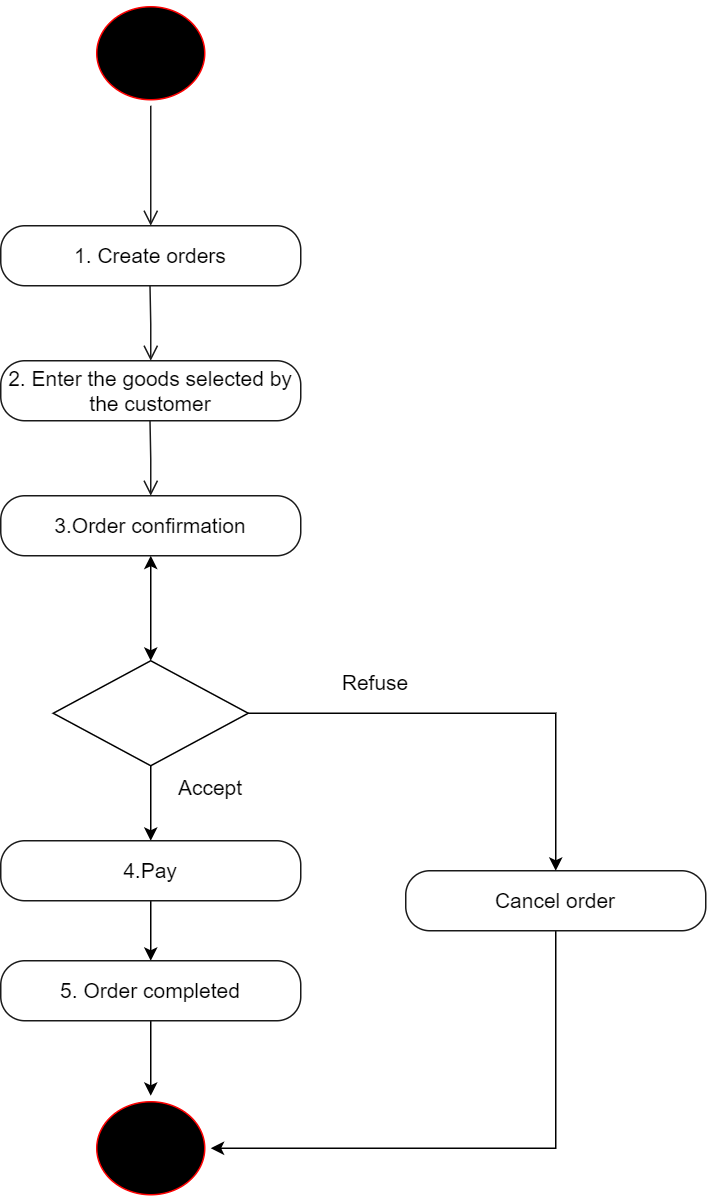 1. Create orders
2. Enter the goods selected by
the customer
3.Order confirmation
Refuse
Accept
4.Pay
Cancel order
5. Order completed